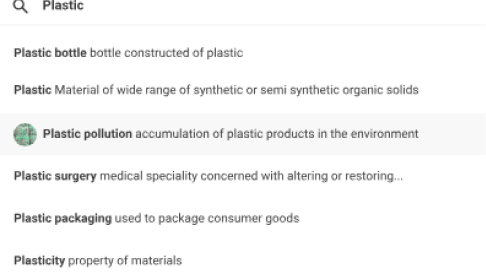 Plastic
Plastic bottle bottle constructed of plastic
Plastic Material of wide range of synthetic or semi synthetic organic solids
Plastic pollution accumulation of plastic products in the environment
Plastic surgery medical speciality concerned with altering or restoring...
Plastic packaging used to package consumer goods
Plasticity property of materials